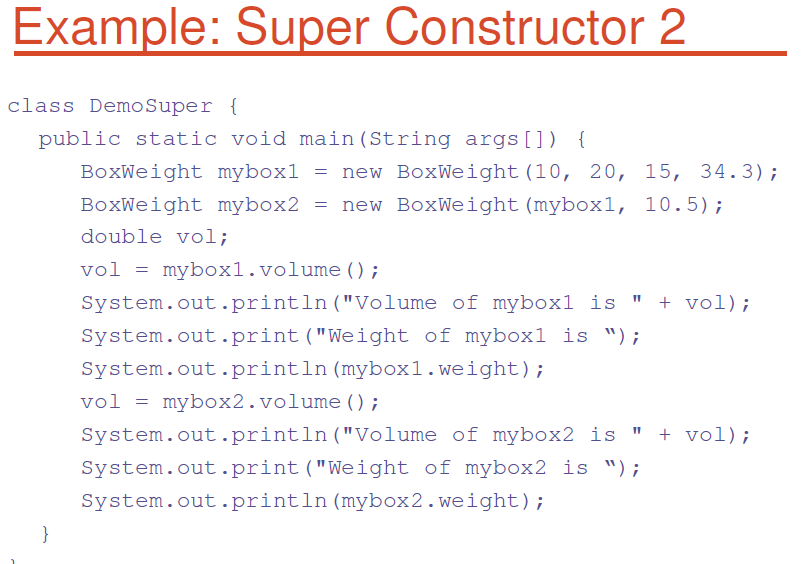 Example: Super Constructor 2
class DemoSuper {
public static void main(String args[]) {
BoxWeight mybox1 = new BoxWeight(10, 20, 15, 34.3);
BoxWeight mybox2 = new BoxWeight(mybox1, 10.5);
double vol;
vol = mybox1.volume();
System.out.println("Volume of mybox1 is " + vol);
System.out.print("Weight of mybox1 is “);
System.out.println(mybox1.weight);
vol = mybox2.volume();
System.out.println("Volume of mybox2 is " + vol);
System.out.print("Weight of mybox2 is “);
System.out.println(mybox2.weight);
}